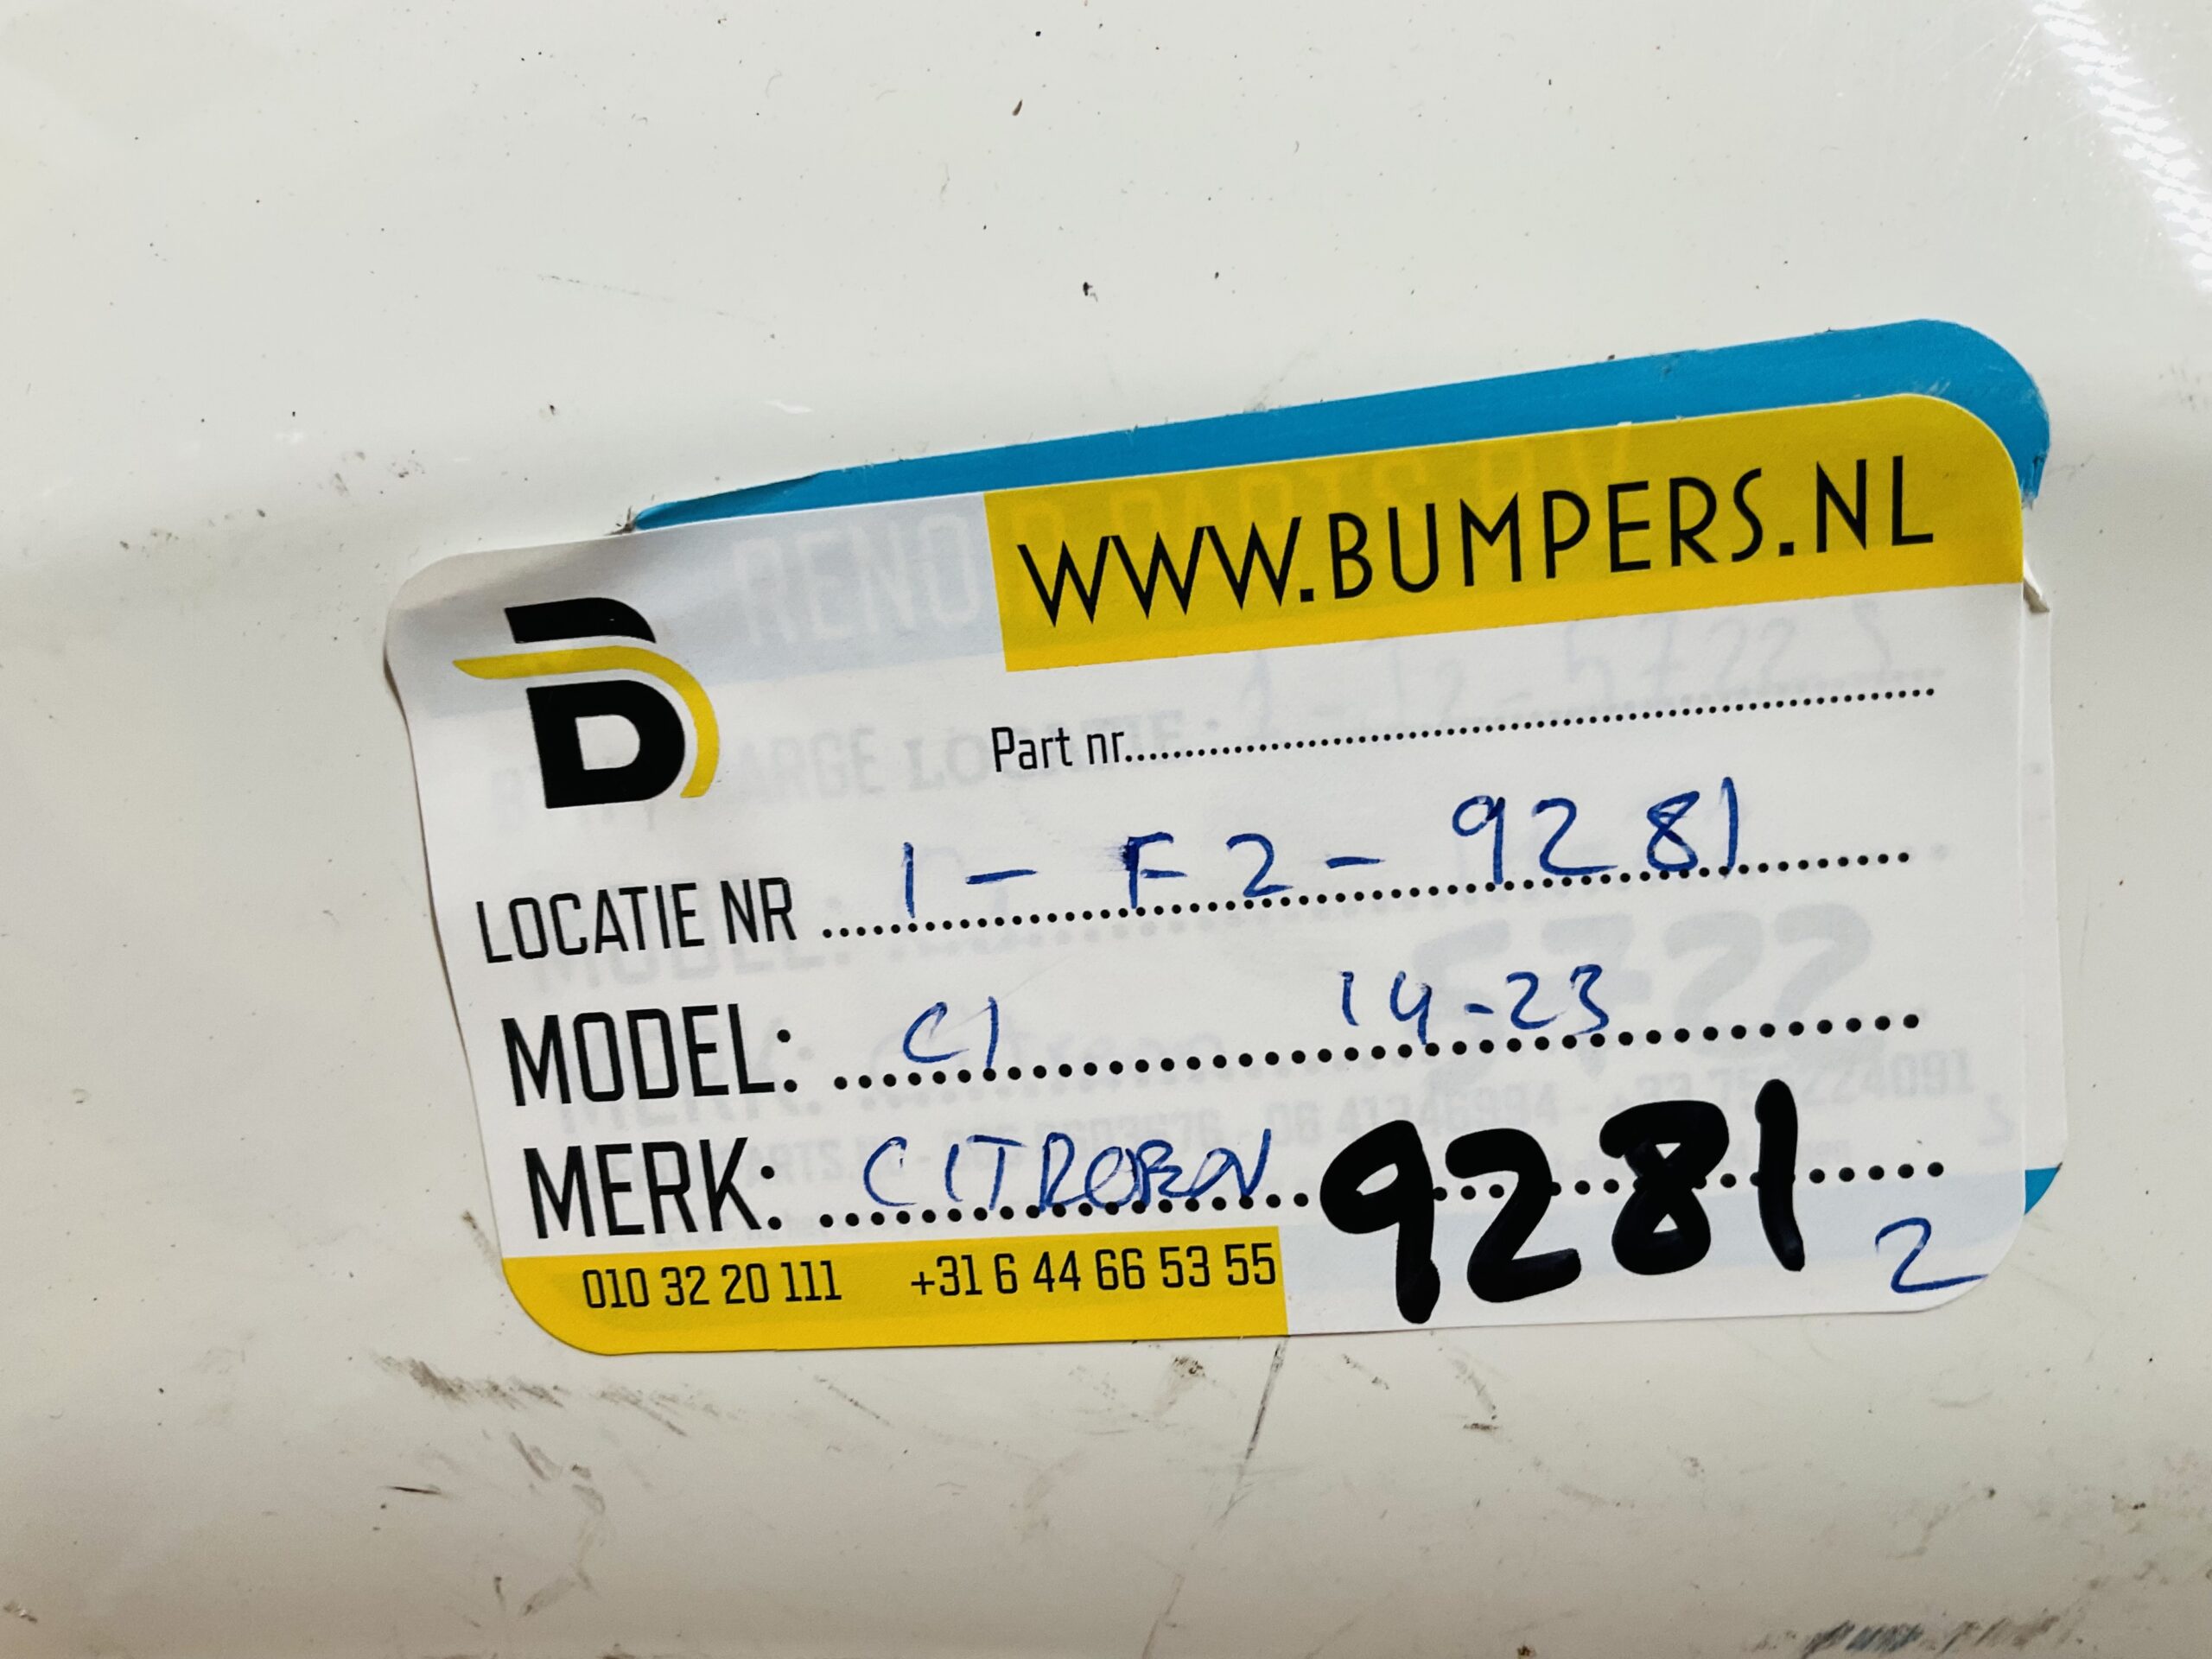 WWW.BUMPERS.NL
B
Part nr..............................
LOCATIE NR 1 - F2 - 9281
MODEL: C1 14-23
MERK: CITROEN 9281
010 32 20 111 +31 6 44 66 53 55 2